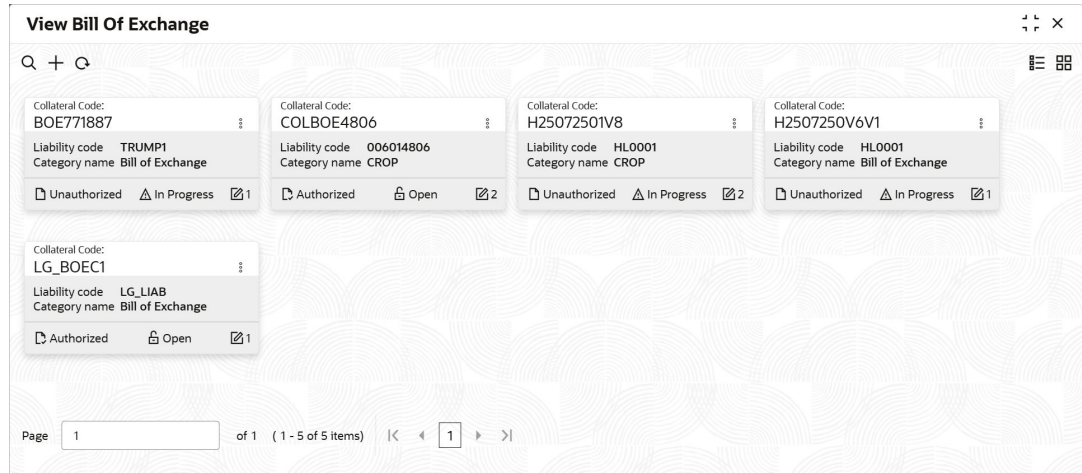 View Bill Of Exchange
Collateral Code:
BOE771887
Liability code TRUMP1
Category name Bill of Exchange
Unauthorized In Progress 1
Collateral Code:
COLBOE4806
Liability code 006014806
Category name CROP
Authorized Open 2
Collateral Code:
H25072501V8
Liability code HL0001
Category name CROP
Unauthorized In Progress 2
Collateral Code:
H2507250V6V1
Liability code HL0001
Category name Bill of Exchange
Unauthorized In Progress 1
Collateral Code:
LG_BOEC1
Liability code LG_LIAB
Category name Bill of Exchange
Authorized Open 1
Page 1 of 1 ( 1 - 5 of 5 items) 1